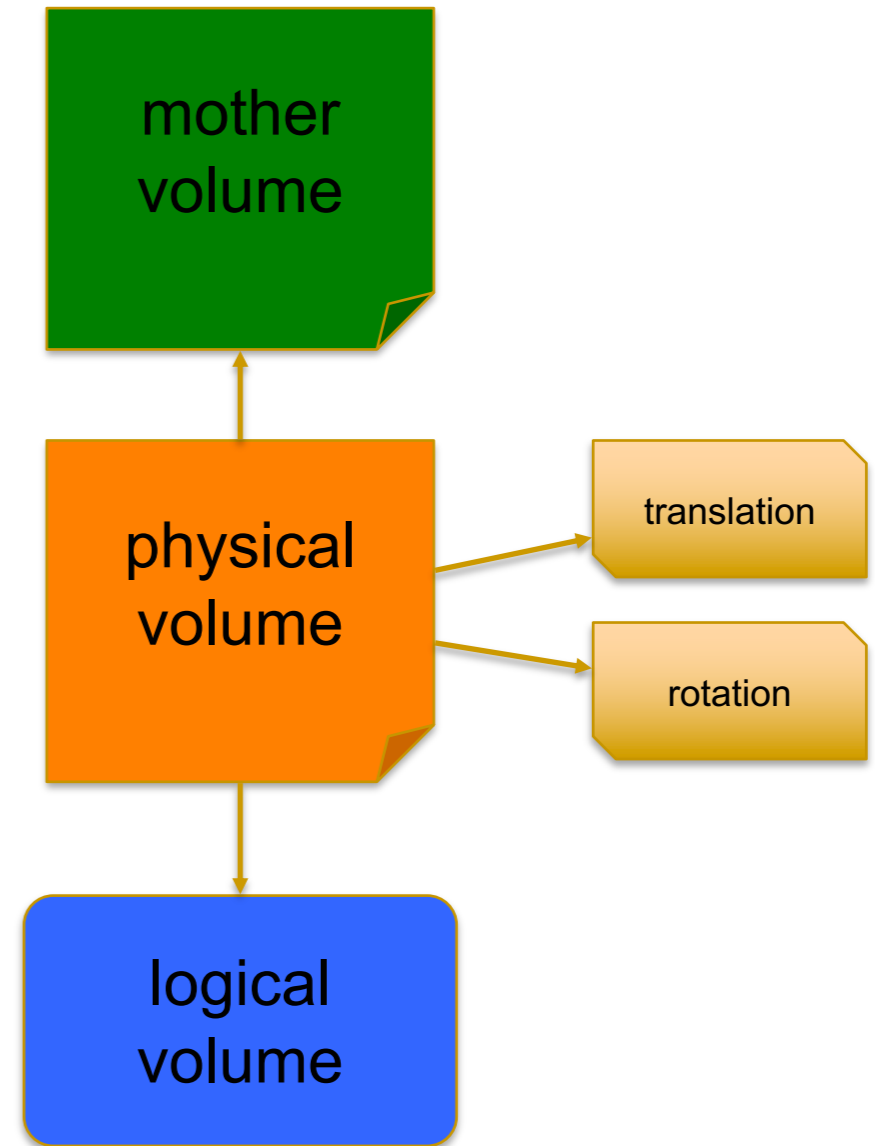 mother
volume
physical
volume
translation
rotation
logical
volume